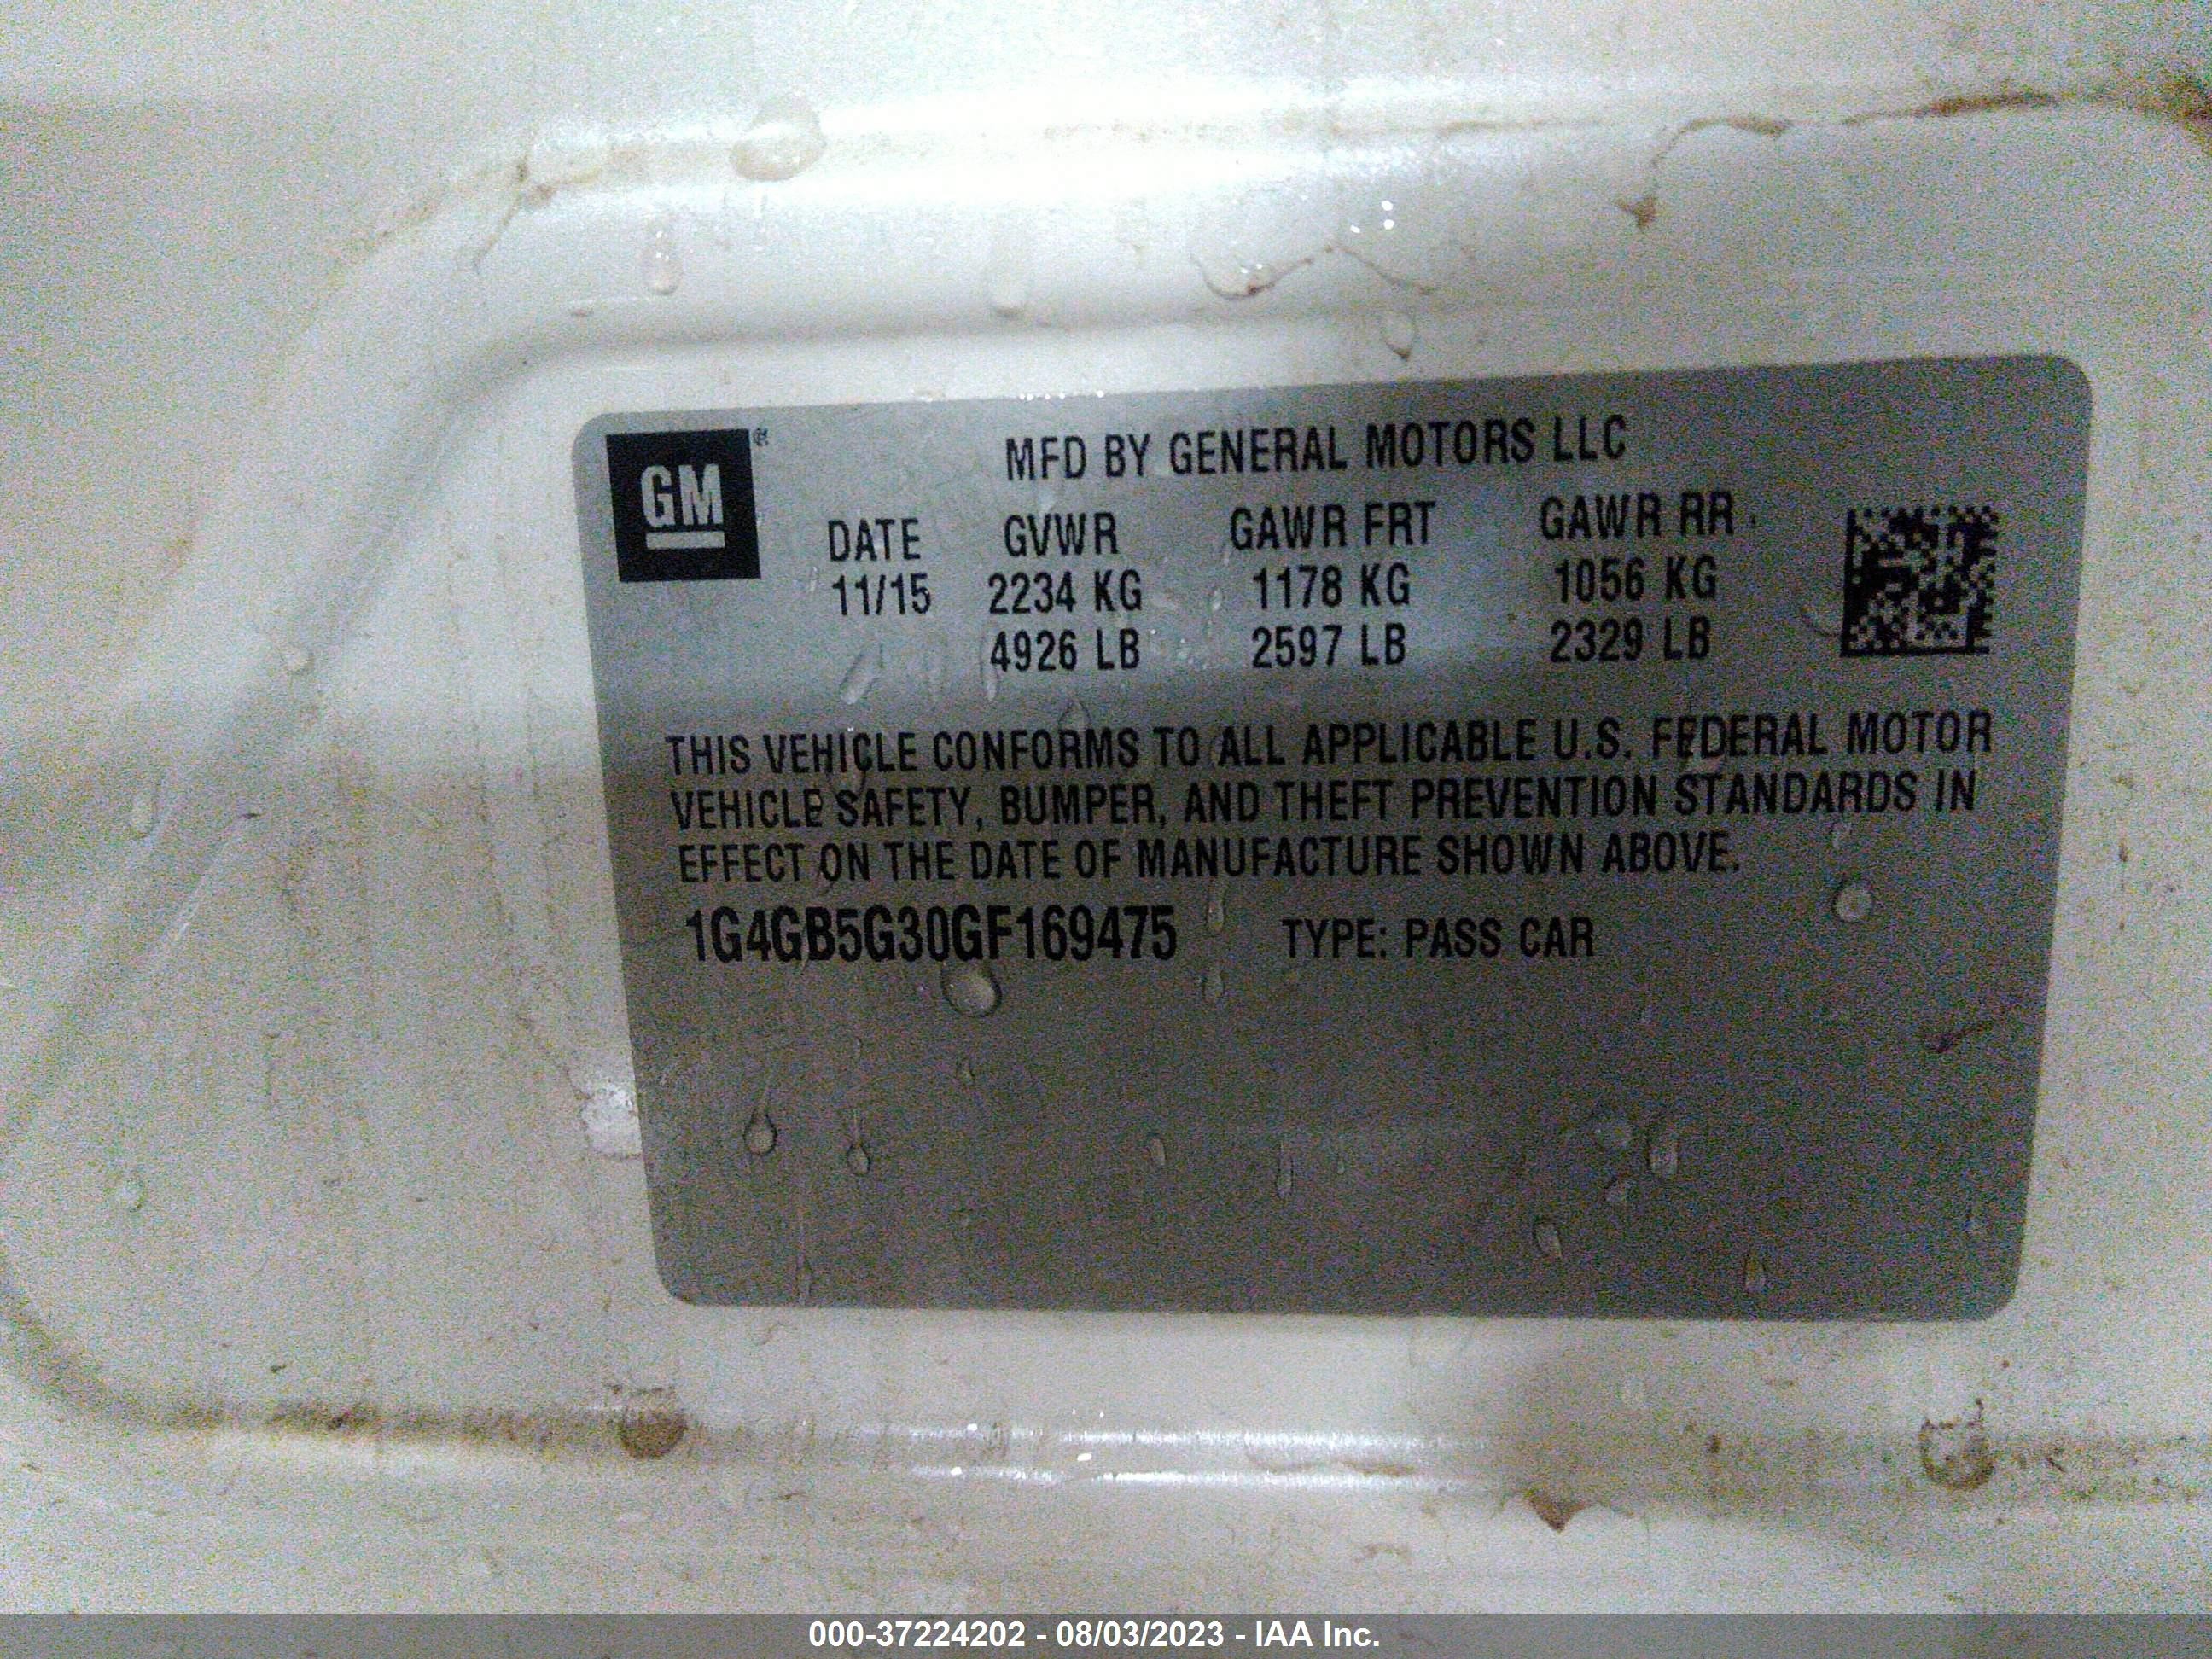 GM
MFD BY GENERAL MOTORS LLC
DATE GVWR GAWR FRT GAWR RR
11/15 2234 KG 1178 KG 1056 KG
4926 LB 2597 LB 2329 LB
THIS VEHICLE CONFORMS TO ALL APPLICABLE U.S. FEDERAL MOTOR
VEHICLE SAFETY, BUMPER, AND THEFT PREVENTION STANDARDS IN
EFFECT ON THE DATE OF MANUFACTURE SHOWN ABOVE.
1G4GB5G30GF169475 TYPE: PASS CAR
000-37224202 - 08/03/2023 - IAA Inc.